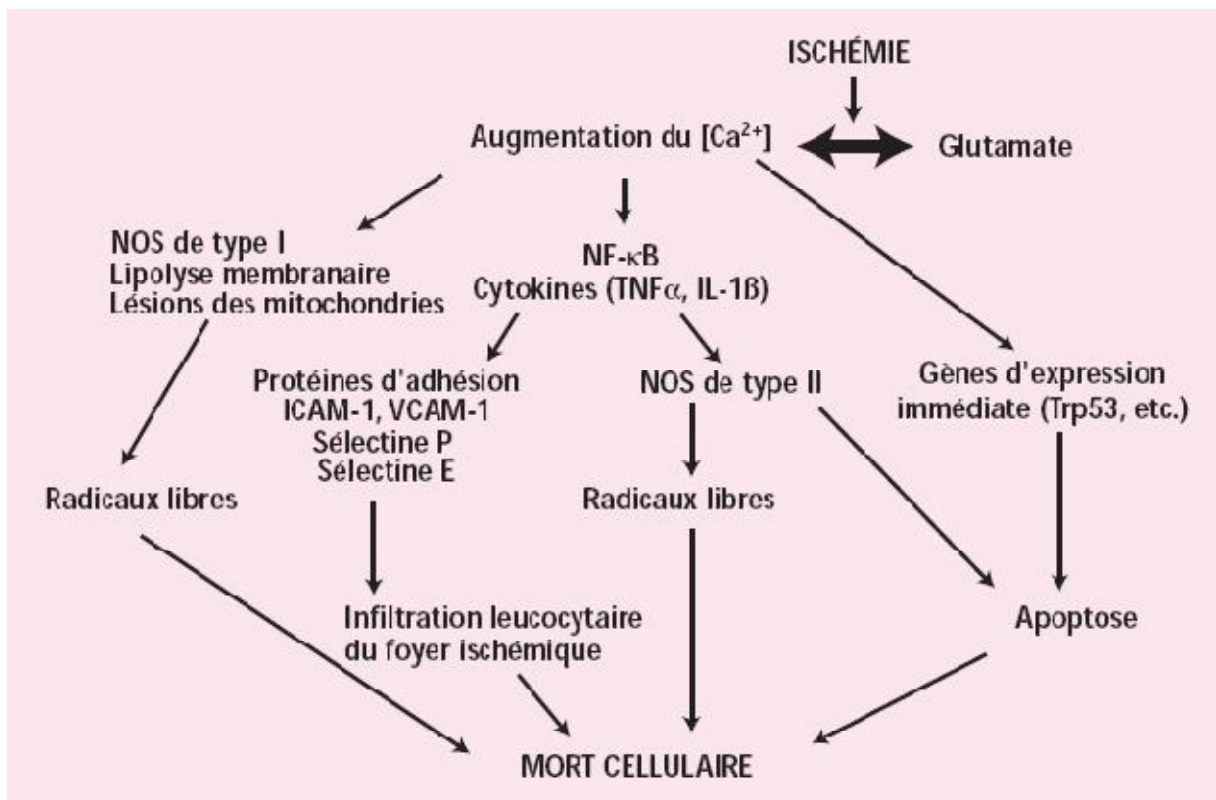 ISCHÉMIE
Augmentation du [Ca²⁺]
Glutamate
NOS de type I
Lipolyse membranaire
Lésions des mitochondries
NF-κB
Cytokines (TNFα, IL-1ß)
Protéines d'adhésion
ICAM-1, VCAM-1
Sélectine P
Sélectine E
NOS de type II
Gènes d'expression
immédiate (Trp53, etc.)
Radicaux libres
Radicaux libres
Infiltration leucocytaire
du foyer ischémique
Apoptose
MORT CELLULAIRE